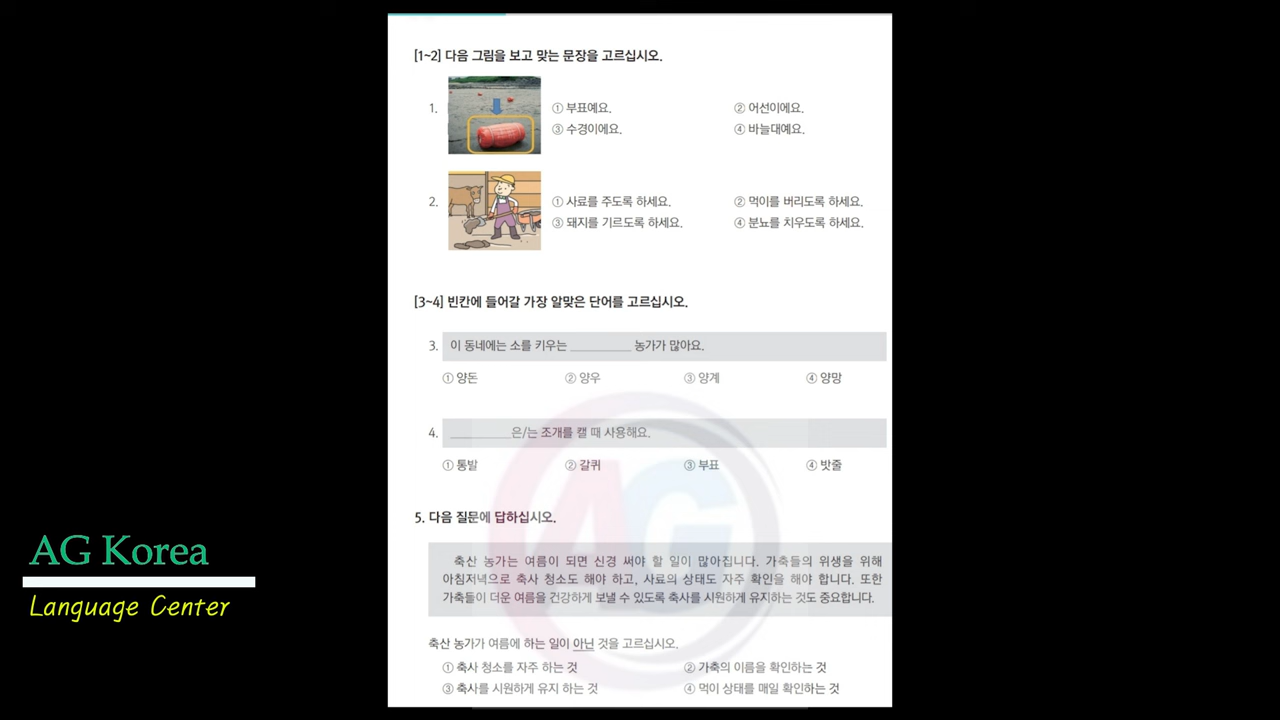 [1~2] 다음 그림을 보고 맞는 문장을 고르십시오.
1.
① 부표예요.
② 어선이에요.
③ 수경이에요.
④ 바늘대예요.
2.
① 사료를 주도록 하세요.
② 먹이를 버리도록 하세요.
③ 돼지를 기르도록 하세요.
④ 분뇨를 치우도록 하세요.
[3~4] 빈칸에 들어갈 가장 알맞은 단어를 고르십시오.
3. 이 동네에는 소를 키우는 ________ 농가가 많아요.
① 양돈 ② 양우 ③ 양계 ④ 양망
4. ________은/는 조개를 캘 때 사용해요.
① 통발 ② 갈퀴 ③ 부표 ④ 밧줄
5. 다음 질문에 답하십시오.
축산 농가는 여름이 되면 신경 써야 할 일이 많아집니다. 가축들의 위생을 위해
아침저녁으로 축사 청소도 해야 하고, 사료의 상태도 자주 확인을 해야 합니다. 또한
가축들이 더운 여름을 건강하게 보낼 수 있도록 축사를 시원하게 유지하는 것도 중요합니다.
축산 농가가 여름에 하는 일이 아닌 것을 고르십시오.
① 축사 청소를 자주 하는 것
② 가축의 이름을 확인하는 것
③ 축사를 시원하게 유지 하는 것
④ 먹이 상태를 매일 확인하는 것
AG
AG Korea
Language Center